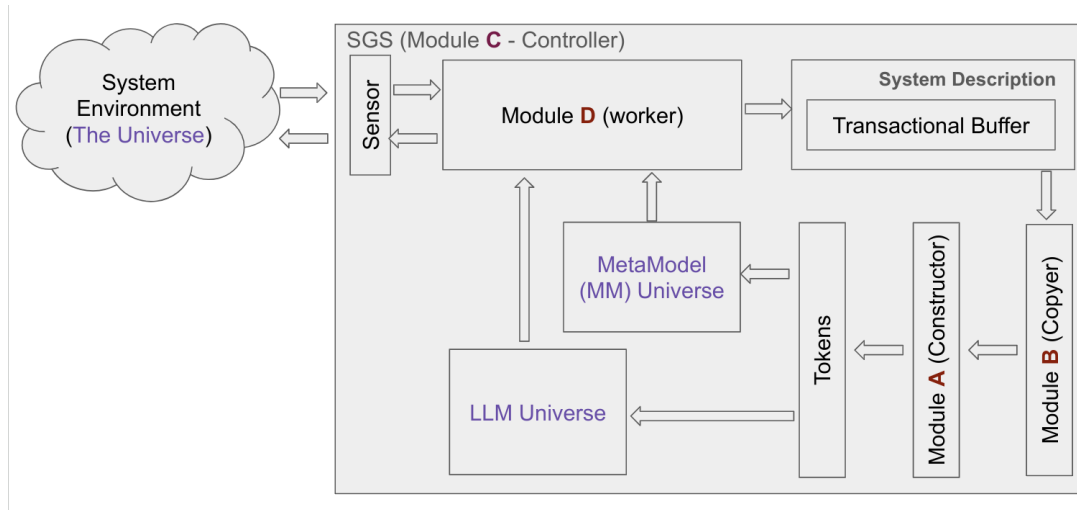 SGS (Module C - Controller)
System
Environment
(The Universe)
Sensor
Module D (worker)
System Description
Transactional Buffer
MetaModel
(MM) Universe
LLM Universe
Tokens
Module A (Constructor)
Module B (Copyer)